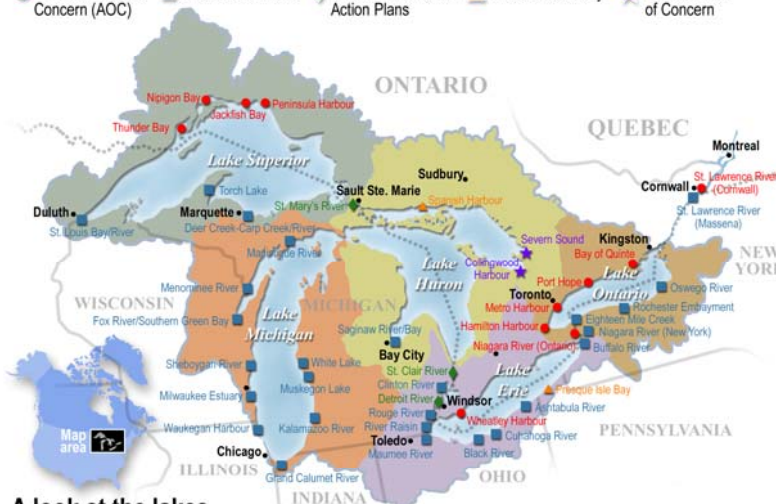 Concern (AOC)
Action Plans
of Concern
ONTARIO
QUEBEC
Nipigon Bay
Jackfish Bay
Peninsula Harbour
Thunder Bay
Lake Superior
Montreal
Sudbury
Cornwall
St. Lawrence River
(Cornwall)
St. Lawrence River
(Massena)
Torch Lake
Sault Ste. Marie
Spanish Harbour
Duluth
Marquette
St. Mary's River
St. Louis Bay/River
Deer Creek-Carp Creek/River
Manistique River
Severn Sound
Kingston
Bay of Quinte
Collingwood
Harbour
NEW
YORK
Lake
Huron
Menominee River
Port Hope
Lake
Ontario
Oswego River
WISCONSIN
MICHIGAN
Toronto
Metro Harbour
Rochester Embayment
Fox River/Southern Green Bay
Lake
Michigan
Saginaw River/Bay
Hamilton Harbour
Eighteen Mile Creek
Niagara River (New York)
Niagara River (Ontario)
Buffalo River
Bay City
Sheboygan River
White Lake
St. Clair River
Lake
Erie
Clinton River
Muskegon Lake
Milwaukee Estuary
Detroit River
Windsor
Presque Isle Bay
Ashtabula River
Rouge River
Wheatley Harbour
Waukegan Harbour
Kalamazoo River
River Raisin
Cuyahoga River
PENNSYLVANIA
Toledo
Maumee River
Black River
Map
area
Chicago
ILLINOIS
Grand Calumet River
OHIO
INDIANA
A look at the lakes